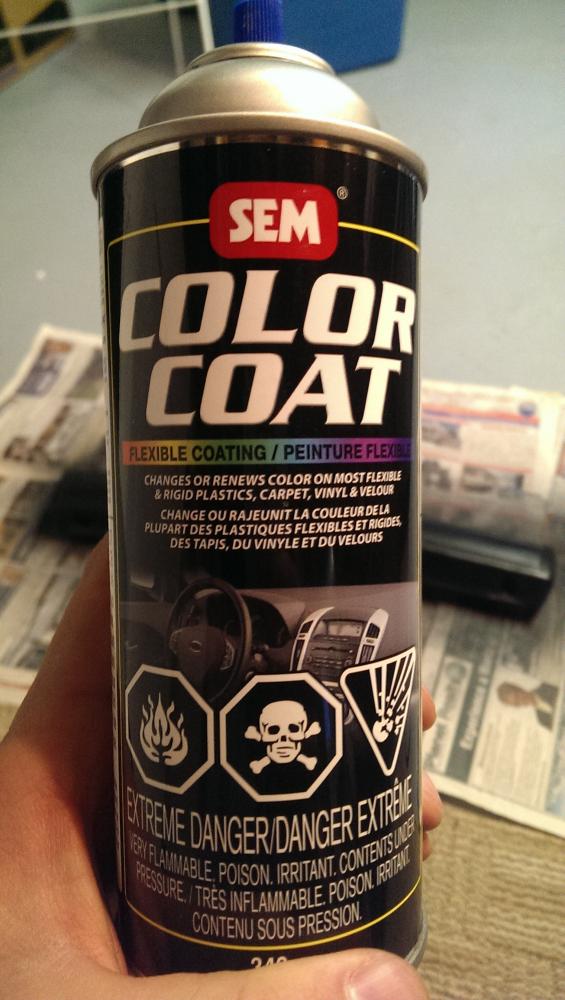 SEM®
COLOR
COAT
FLEXIBLE COATING / PEINTURE FLEXIBLE
CHANGES OR RENEWS COLOR ON MOST FLEXIBLE
& RIGID PLASTICS, CARPET, VINYL & VELOUR
CHANGE OU RAJEUNIT LA COULEUR DE LA
PLUPART DES PLASTIQUES FLEXIBLES ET RIGIDES,
DES TAPIS, DU VINYLE ET DU VELOURS
EXTREME DANGER/DANGER EXTRÊME
VERY FLAMMABLE, POISON. IRRITANT. CONTENTS UNDER
PRESSURE. / TRÈS INFLAMMABLE. POISON. IRRITANT.
CONTENU SOUS PRESSION.